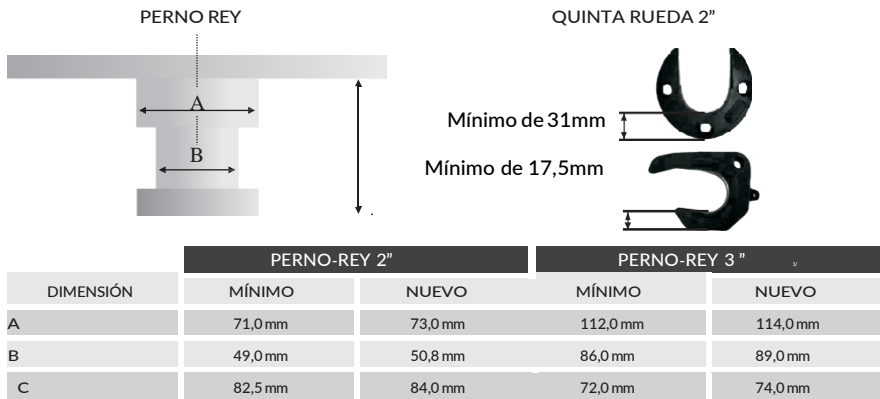 PERNO REY
QUINTA RUEDA 2”
A
B
Mínimo de 31mm
Mínimo de 17,5mm
PERNO-REY 2” PERNO-REY 3 ”
DIMENSIÓN MÍNIMO NUEVO MÍNIMO NUEVO
A 71,0 mm 73,0 mm 112,0 mm 114,0 mm
B 49,0 mm 50,8 mm 86,0 mm 89,0 mm
C 82,5 mm 84,0 mm 72,0 mm 74,0 mm